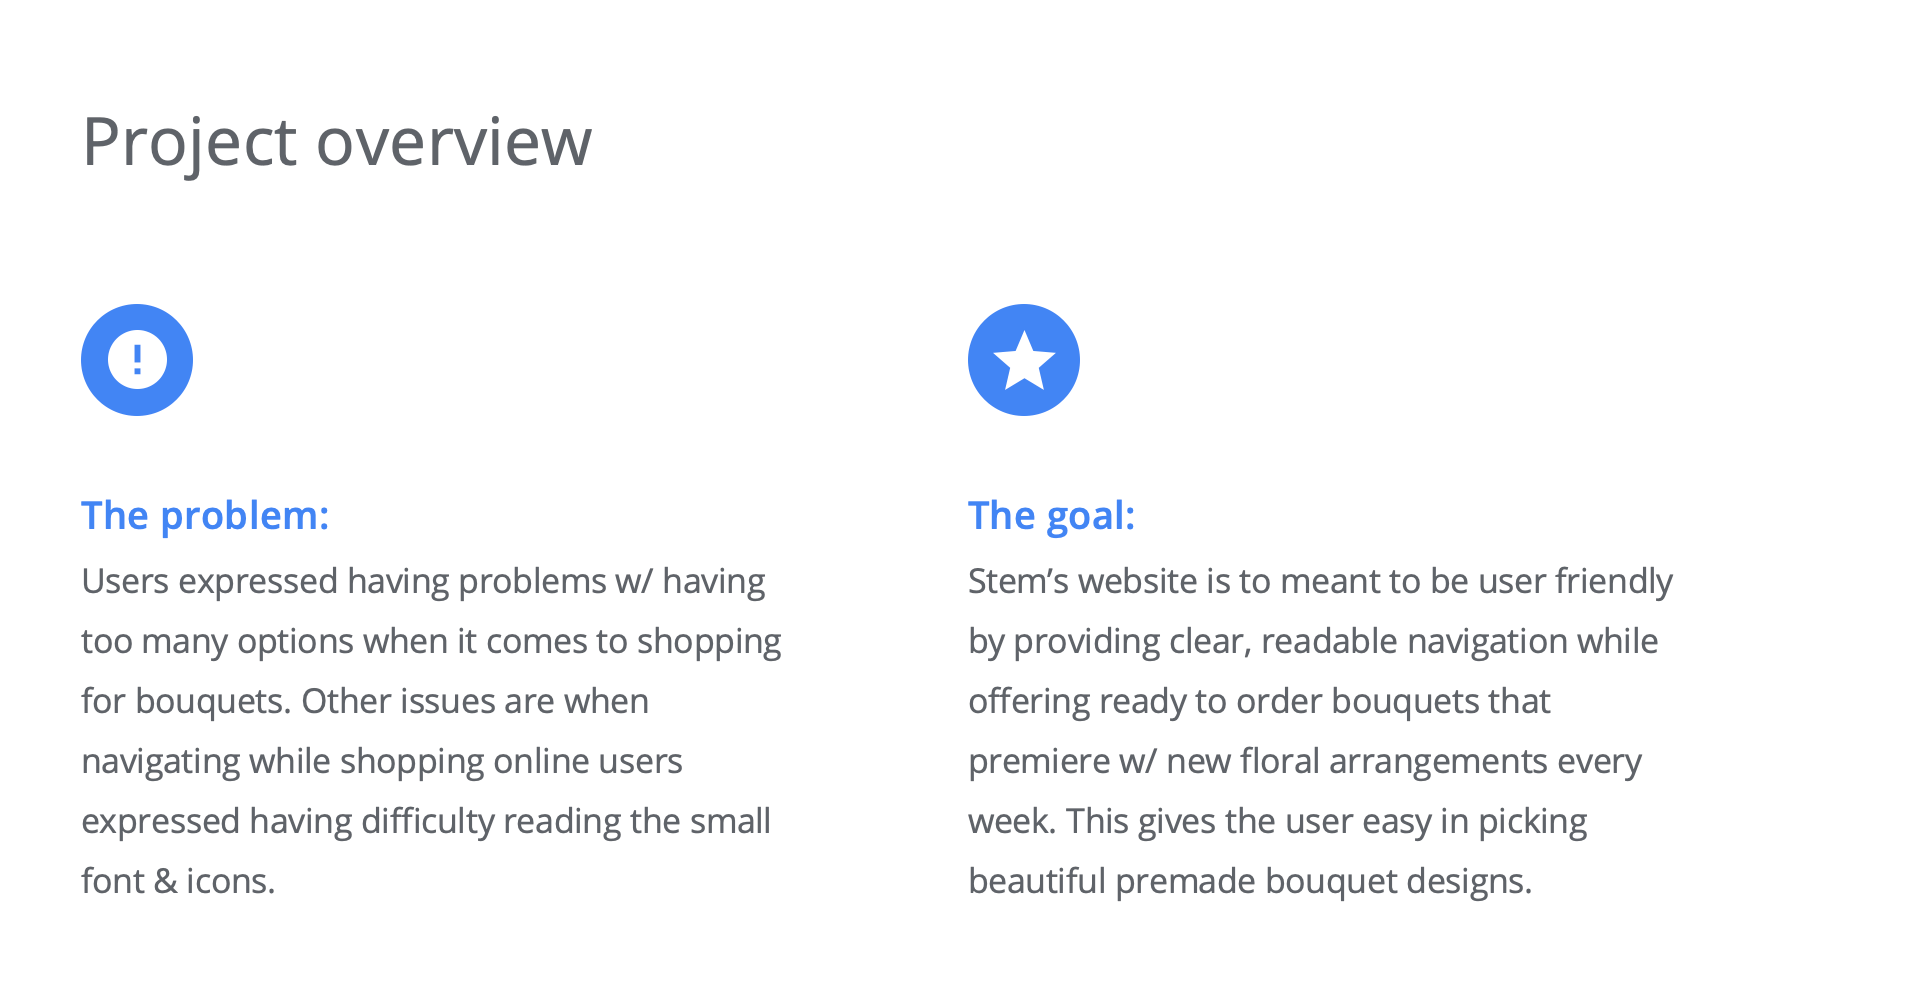 Project overview
The problem:
Users expressed having problems w/ having
too many options when it comes to shopping
for bouquets. Other issues are when
navigating while shopping online users
expressed having difficulty reading the small
font & icons.
The goal:
Stem’s website is to meant to be user friendly
by providing clear, readable navigation while
offering ready to order bouquets that
premiere w/ new floral arrangements every
week. This gives the user easy in picking
beautiful premade bouquet designs.